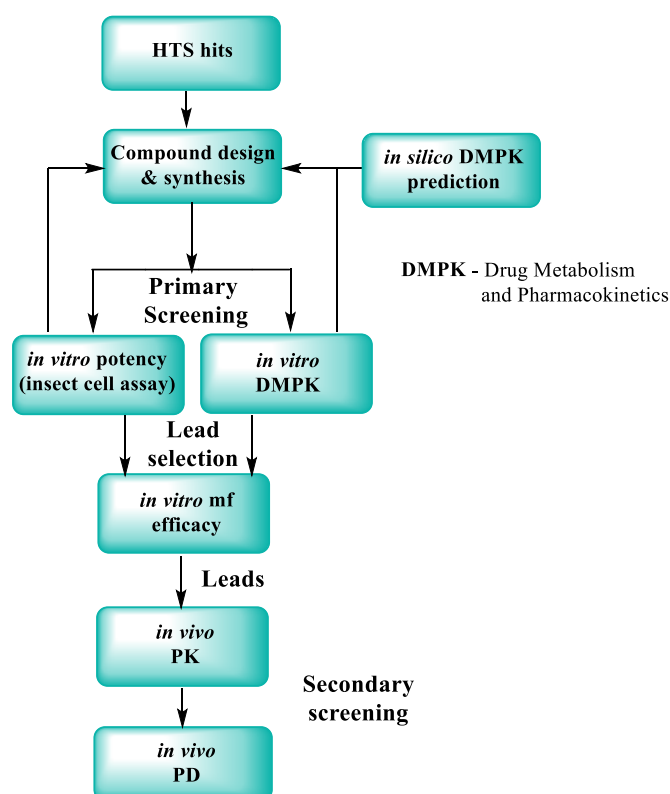 HTS hits
Compound design
& synthesis
in silico DMPK
prediction
DMPK - Drug Metabolism
and Pharmacokinetics
Primary
Screening
in vitro potency
(insect cell assay)
in vitro
DMPK
Lead
selection
in vitro mf
efficacy
Leads
in vivo
PK
Secondary
screening
in vivo
PD